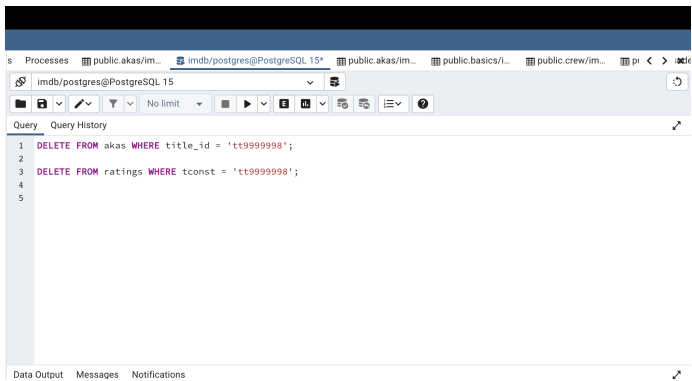 s Processes public.akas/im... imdb/postgres@PostgreSQL 15* public.akas/im... public.basics/i... public.crew/im...
imdb/postgres@PostgreSQL 15
No limit E
Query Query History
1 DELETE FROM akas WHERE title_id = 'tt9999998';
2
3 DELETE FROM ratings WHERE tconst = 'tt9999998';
4
5
Data Output Messages Notifications